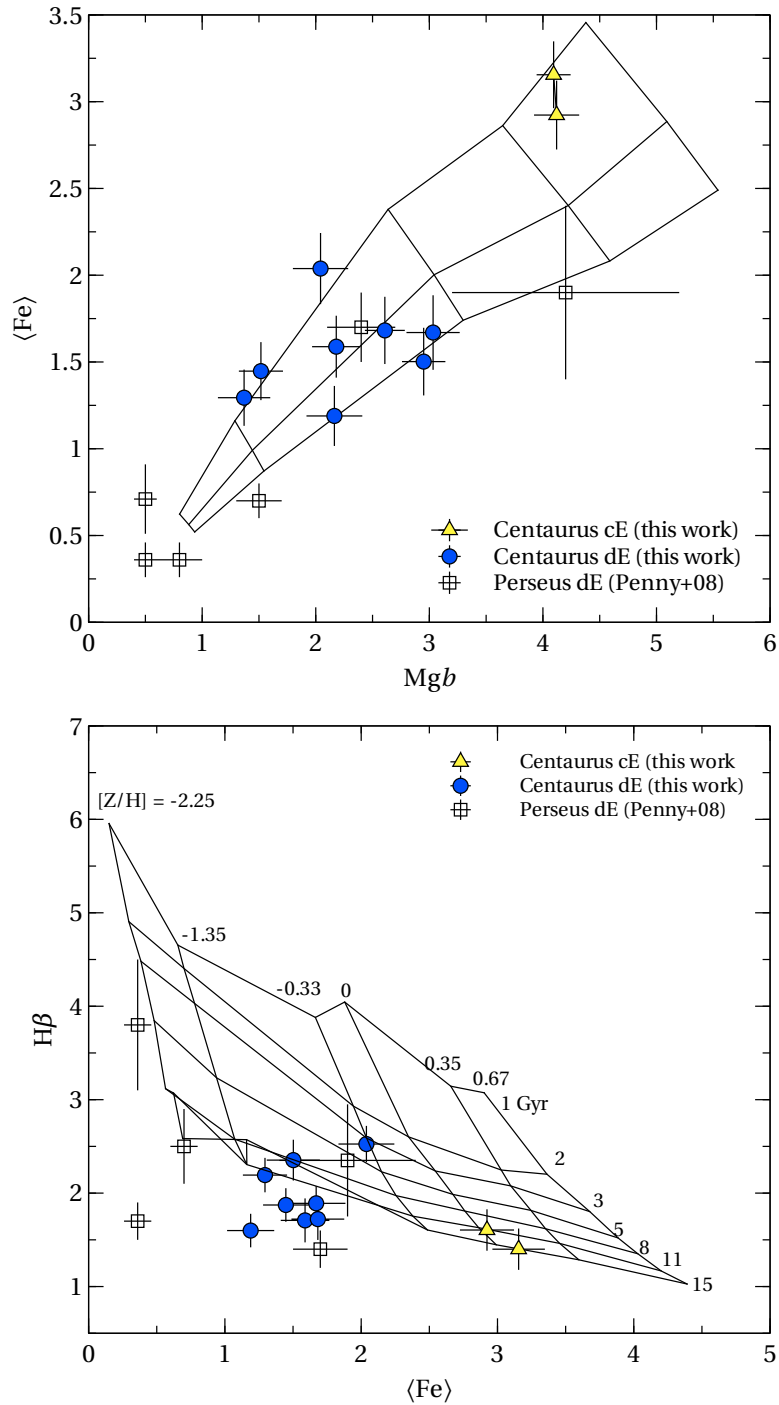 3.5
3
2.5
2
1.5
1
0.5
0
⟨Fe⟩
Centaurus cE (this work)
Centaurus dE (this work)
Perseus dE (Penny+08)
0 1 2 3 4 5 6
Mgb
7
6
5
4
3
2
1
0
Hβ
Centaurus cE (this work
Centaurus dE (this work)
Perseus dE (Penny+08)
[Z/H] = -2.25
-1.35
-0.33
0
0.35
0.67
1 Gyr
2
3
5
8
11
15
0 1 2 3 4 5
⟨Fe⟩